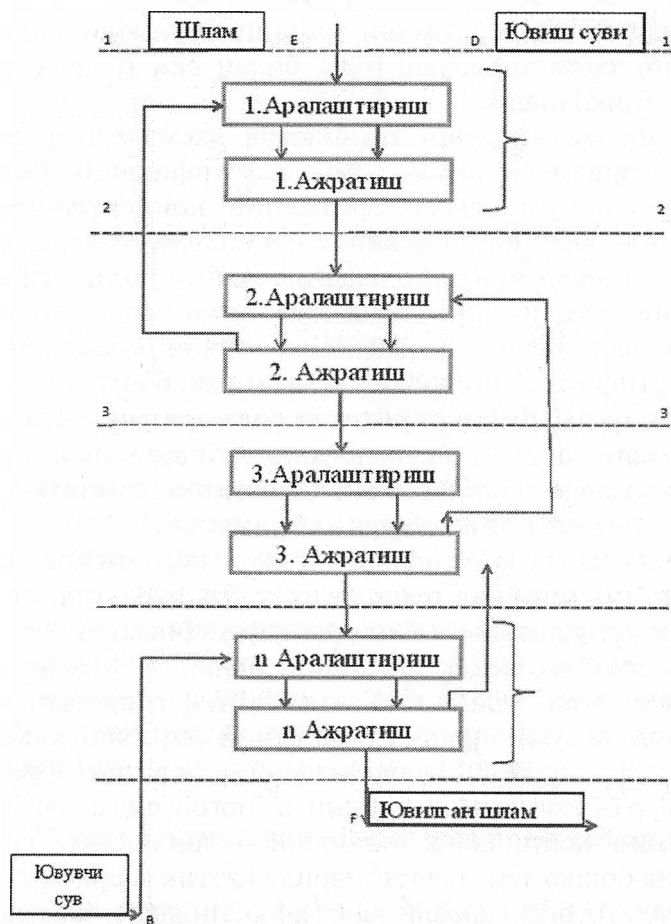 Шлам
Ювиш суви
1 E D 1
1.Аралаштириш
1.Ажратиш
2 2
2.Аралаштириш
2. Ажратиш
3 3
3.Аралаштириш
3. Ажратиш
n Аралаштириш
n Ажратиш
F Ювилган шлам
Ювувчи
сув
B